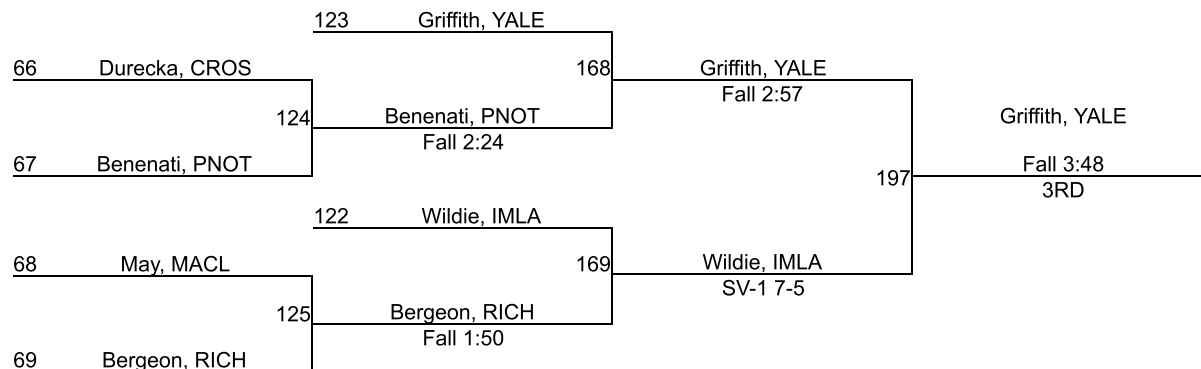 123 Griffith, YALE
66 Durecka, CROS
168 Griffith, YALE
Fall 2:57
124 Benenati, PNOT
Fall 2:24
Griffith, YALE
67 Benenati, PNOT
197 Fall 3:48
3RD
122 Wildie, IMLA
68 May, MACL
169 Wildie, IMLA
SV-1 7-5
125 Bergeon, RICH
Fall 1:50
69 Bergeon, RICH